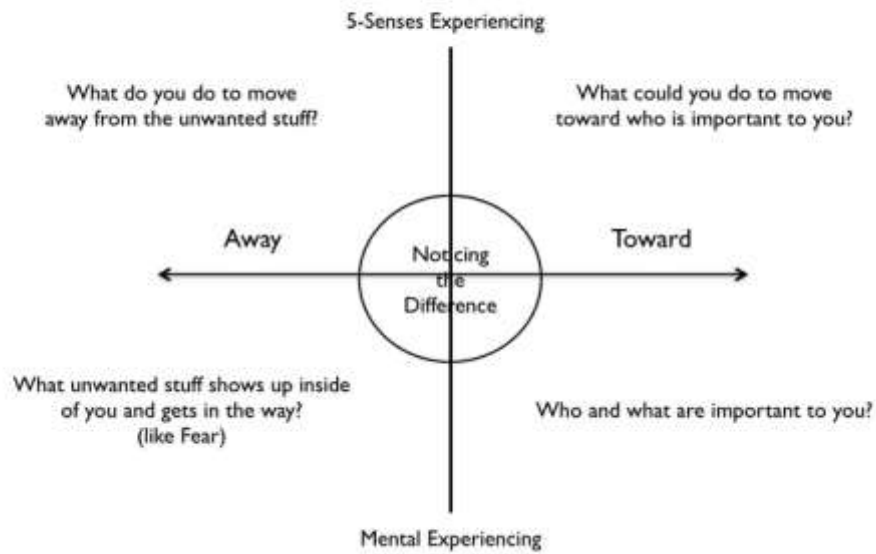 5-Senses Experiencing
What do you do to move
away from the unwanted stuff?
What could you do to move
toward who is important to you?
Away
Noticing
the
Difference
Toward
What unwanted stuff shows up inside
of you and gets in the way?
(like Fear)
Who and what are important to you?
Mental Experiencing